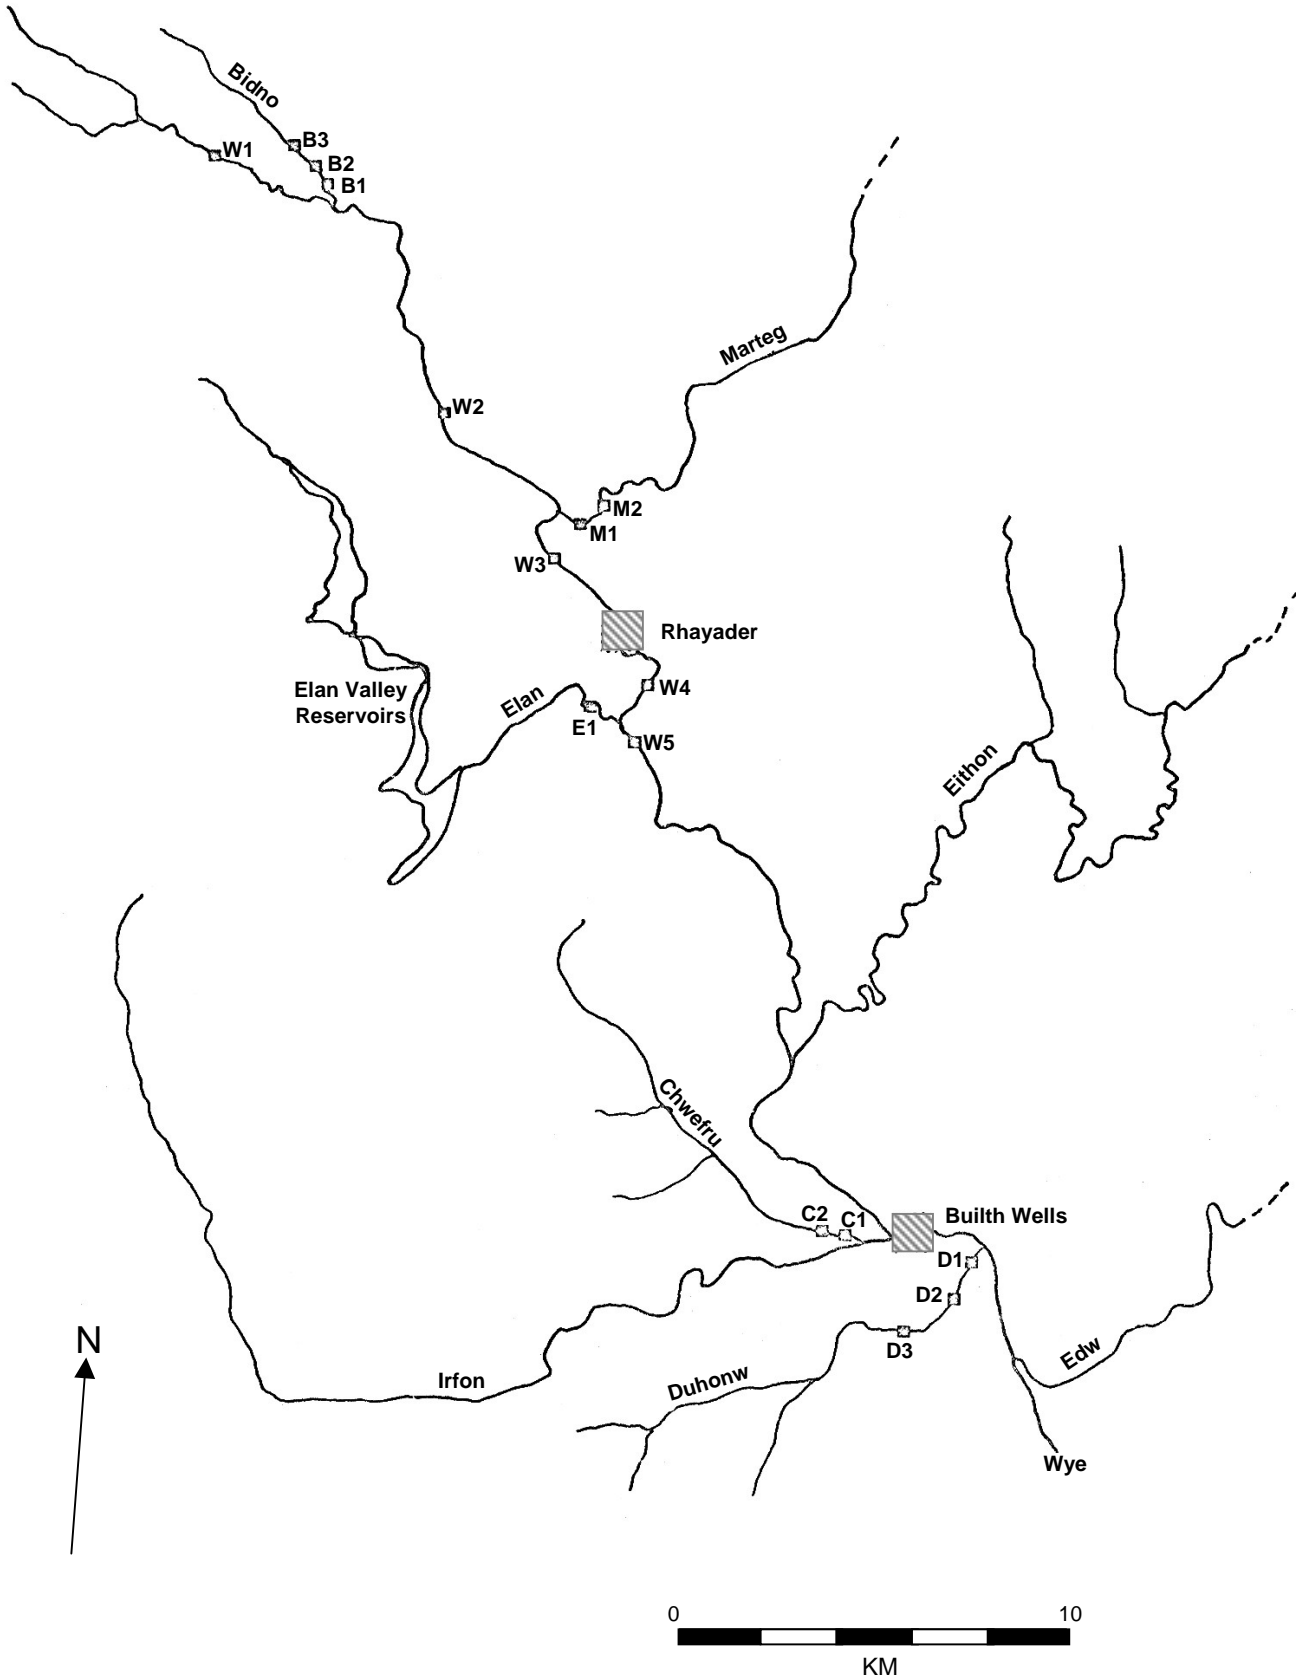 Bidno
B3
W1
B2
B1
Marteg
W2
M2
M1
W3
Rhayader
Elan Valley
Reservoirs
Elan
W4
E1
W5
Eithon
Chwefru
C2
C1
Builth Wells
D1
D2
D3
Edw
N
Irfon
Duhonw
Wye
0
10
KM